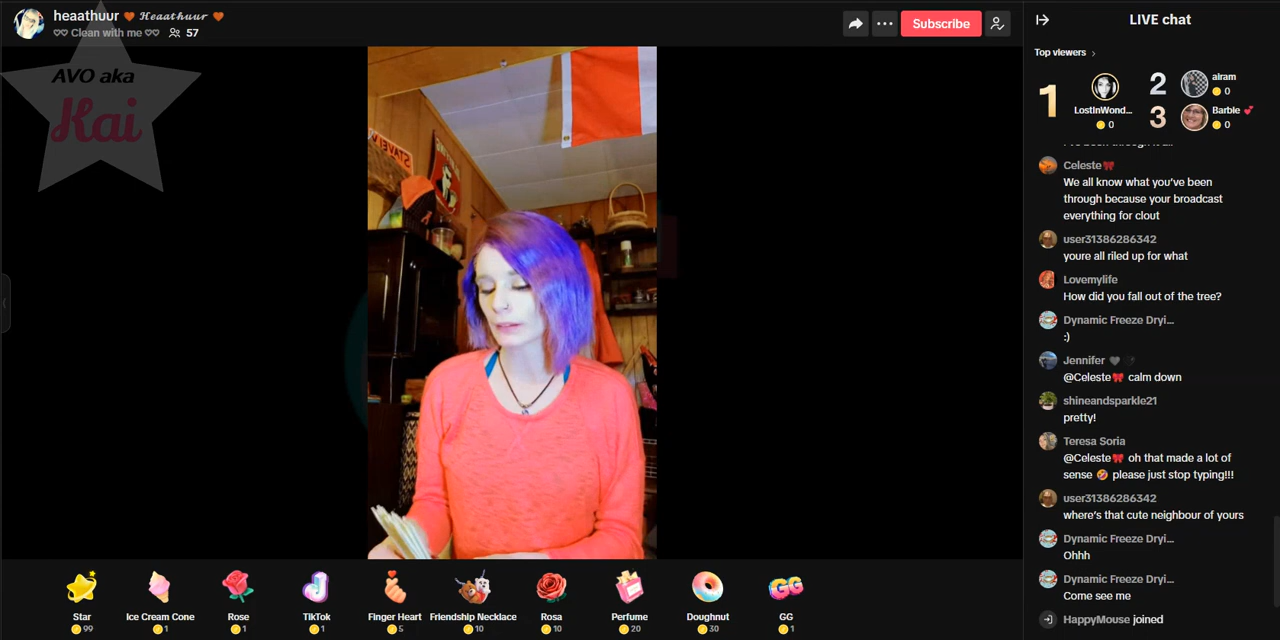 heaathuur 🧡 𝓗𝓮𝓪𝓪𝓽𝓱𝓾𝓾𝓻 🧡
♡♡ Clean with me ♡♡ 57
Subscribe
AVO aka
Kai
LIVE chat
Top viewers >
1
LostInWond...
0
2
alram
0
3
Barbie 💕
0
Celeste🎀
We all know what you've been
through because your broadcast
everything for clout
user31386286342
youre all riled up for what
Lovemylife
How did you fall out of the tree?
Dynamic Freeze Dryi...
:)
Jennifer 🖤
@Celeste🎀 calm down
shineandsparkle21
pretty!
Teresa Soria
@Celeste🎀 oh that made a lot of
sense 🤣 please just stop typing!!!
user31386286342
where's that cute neighbour of yours
Dynamic Freeze Dryi...
Ohhh
Dynamic Freeze Dryi...
Come see me
HappyMouse joined
GG
Star
99
Ice Cream Cone
1
Rose
1
TikTok
1
Finger Heart
5
Friendship Necklace
10
Rosa
10
Perfume
20
Doughnut
30
GG
1